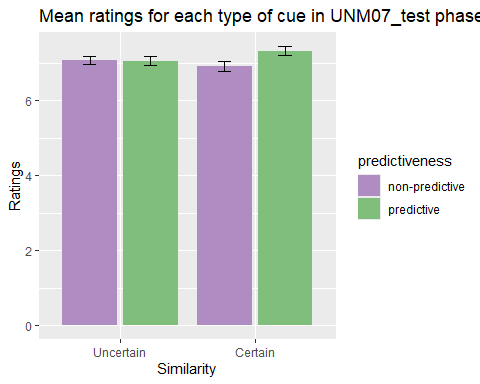 Mean ratings for each type of cue in UNM07_test phase
Ratings
6
4
2
0
Uncertain
Certain
Similarity
predictiveness
non-predictive
predictive